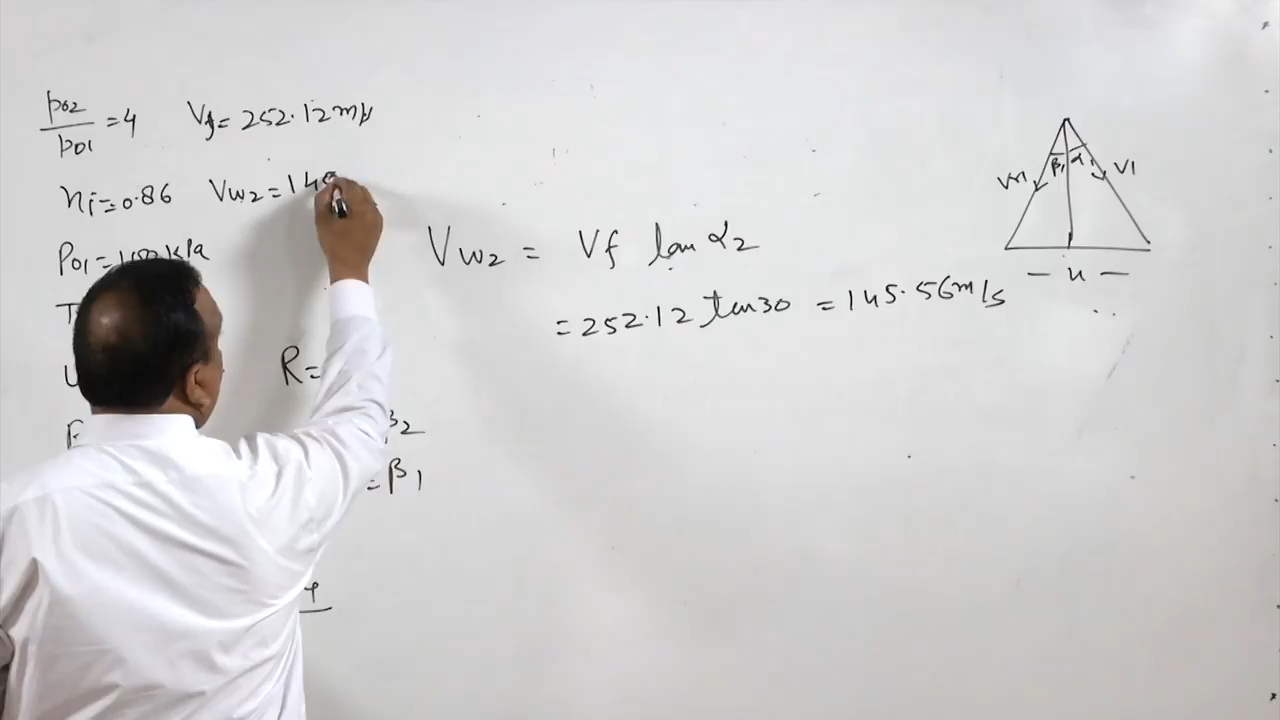 p02
p01
=4
Vf= 252.12 m/s
ηi=0.86
Vw2=14
P01=100 kPa
T
U
R=
β2
=β1
φ
Vw2 = Vf tan α2
=252.12 tan30 =145.56 m/s
β1 α1
Vr1
V1
- u -